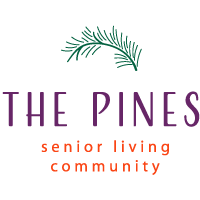 THE PINES
senior living
community